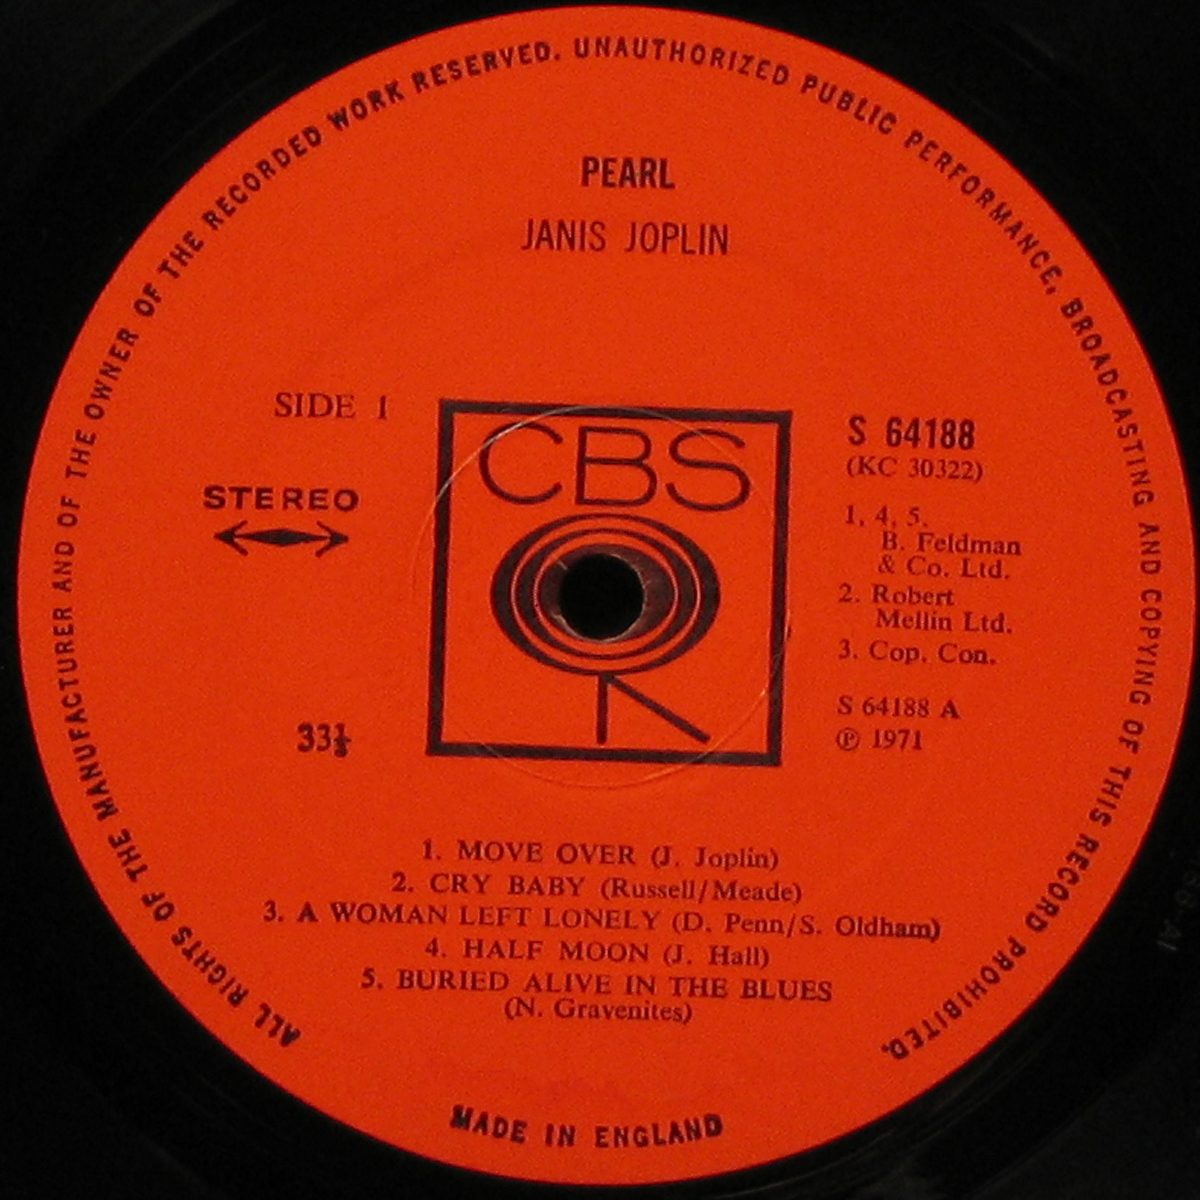 ALL RIGHTS OF THE MANUFACTURER AND OF THE OWNER OF THE RECORDED WORK RESERVED. UNAUTHORIZED PUBLIC PERFORMANCE, BROADCASTING AND COPYING OF THIS RECORD PROHIBITED.
PEARL
JANIS JOPLIN
SIDE 1
STEREO
33⅓
CBS
S 64188
(KC 30322)
1, 4, 5.
B. Feldman
& Co. Ltd.
2. Robert
Mellin Ltd.
3. Cop. Con.
S 64188 A
℗ 1971
1. MOVE OVER (J. Joplin)
2. CRY BABY (Russell/Meade)
3. A WOMAN LEFT LONELY (D. Penn/S. Oldham)
4. HALF MOON (J. Hall)
5. BURIED ALIVE IN THE BLUES
(N. Gravenites)
MADE IN ENGLAND